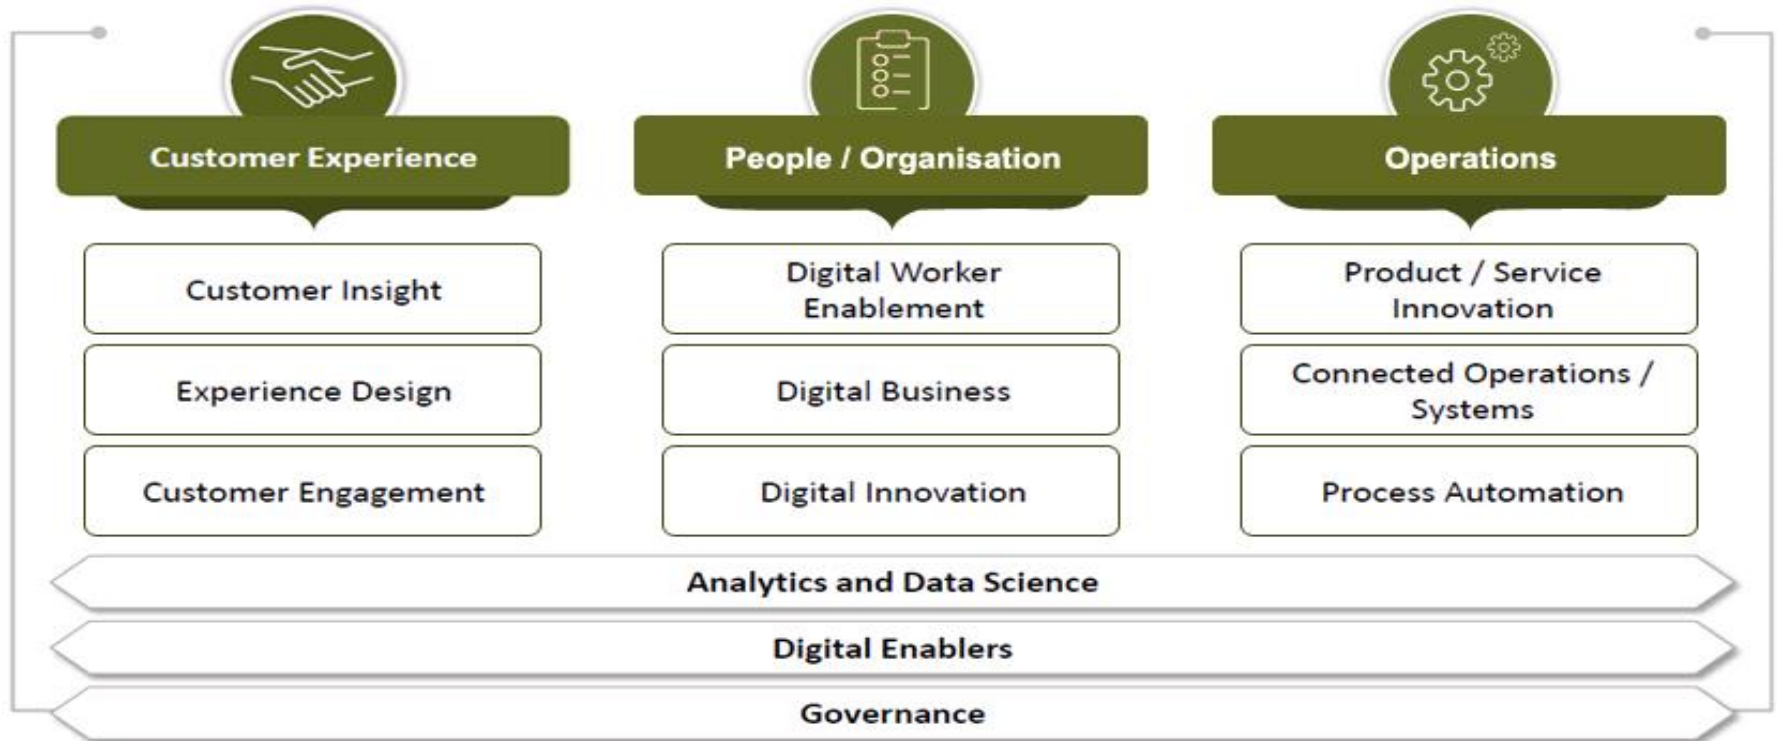 Customer Experience
People / Organisation
Operations
Customer Insight
Digital Worker
Enablement
Product / Service
Innovation
Experience Design
Digital Business
Connected Operations /
Systems
Customer Engagement
Digital Innovation
Process Automation
Analytics and Data Science
Digital Enablers
Governance